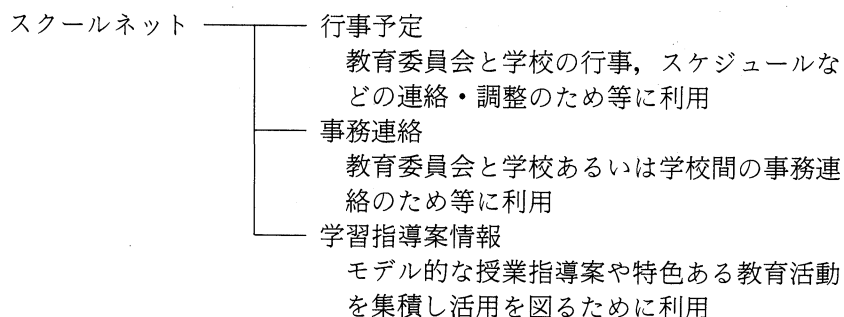 スクールネット
行事予定
教育委員会と学校の行事，スケジュールな
どの連絡・調整のため等に利用
事務連絡
教育委員会と学校あるいは学校間の事務連
絡のため等に利用
学習指導案情報
モデル的な授業指導案や特色ある教育活動
を集積し活用を図るために利用